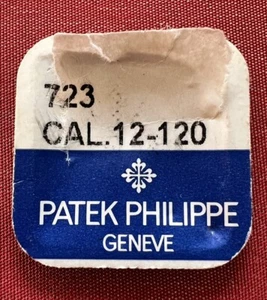 723
CAL.12-120
PATEK PHILIPPE
GENEVE